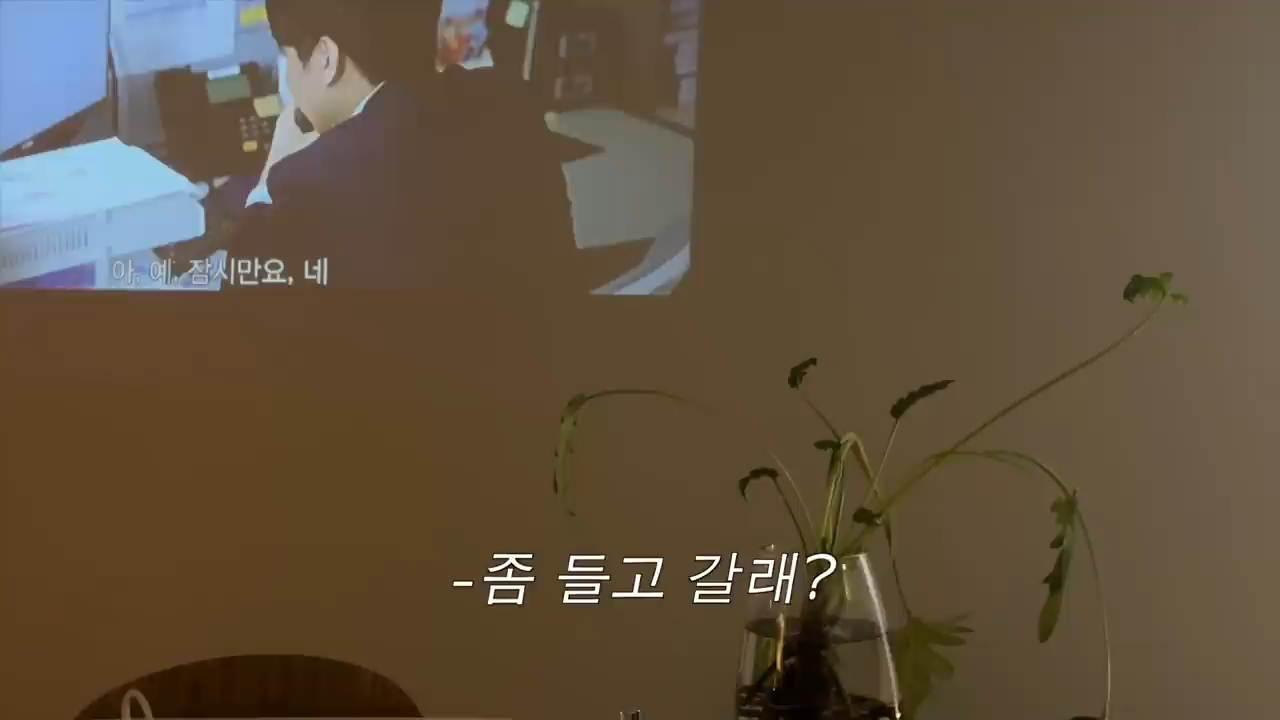 아, 예, 잠시만요, 네
-좀 들고 갈래?